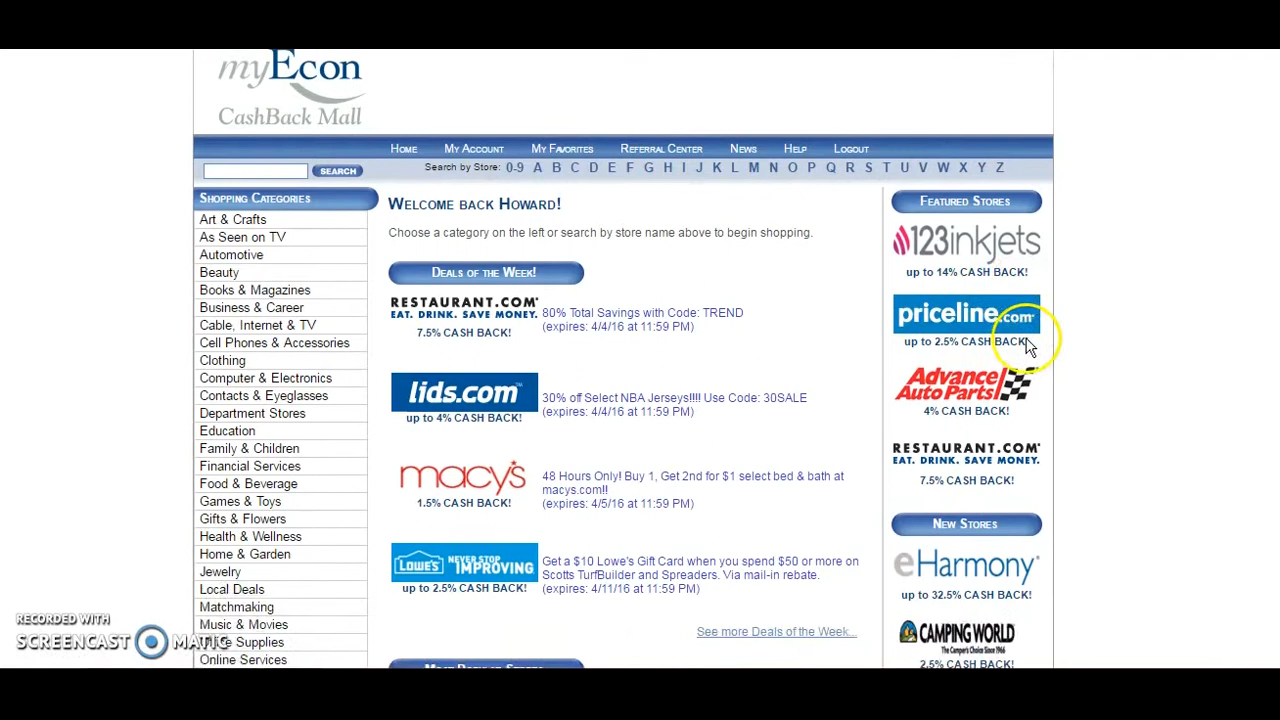 myEcon
CashBack Mall
Home My Account My Favorites Referral Center News Help Logout
SEARCH Search by Store: 0-9 A B C D E F G H I J K L M N O P Q R S T U V W X Y Z
Shopping Categories
Art & Crafts
As Seen on TV
Automotive
Beauty
Books & Magazines
Business & Career
Cable, Internet & TV
Cell Phones & Accessories
Clothing
Computer & Electronics
Contacts & Eyeglasses
Department Stores
Education
Family & Children
Financial Services
Food & Beverage
Games & Toys
Gifts & Flowers
Health & Wellness
Home & Garden
Jewelry
Local Deals
Matchmaking
Music & Movies
Supplies
Online Services
Welcome back Howard!
Choose a category on the left or search by store name above to begin shopping.
Deals of the Week!
RESTAURANT.COM
EAT. DRINK. SAVE MONEY.
7.5% CASH BACK!
80% Total Savings with Code: TREND
(expires: 4/4/16 at 11:59 PM)
lids.com
up to 4% CASH BACK!
30% off Select NBA Jerseys!!!! Use Code: 30SALE
(expires: 4/4/16 at 11:59 PM)
macy's
1.5% CASH BACK!
48 Hours Only! Buy 1, Get 2nd for $1 select bed & bath at
macys.com!!
(expires: 4/5/16 at 11:59 PM)
LOWE'S NEVER STOP IMPROVING
up to 2.5% CASH BACK!
Get a $10 Lowe's Gift Card when you spend $50 or more on
Scotts TurfBuilder and Spreaders. Via mail-in rebate.
(expires: 4/11/16 at 11:59 PM)
See more Deals of the Week...
Featured Stores
123inkjets
up to 14% CASH BACK!
priceline.com
up to 2.5% CASH BACK!
Advance Auto Parts
4% CASH BACK!
RESTAURANT.COM
EAT. DRINK. SAVE MONEY.
7.5% CASH BACK!
New Stores
eHarmony
up to 32.5% CASH BACK!
CAMPING WORLD
The Camper's Choice Since 1966
2.5% CASH BACK!
RECORDED WITH
SCREENCAST MATIC